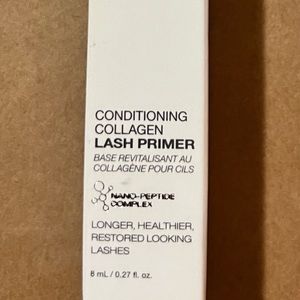 CONDITIONING
COLLAGEN
LASH PRIMER
BASE REVITALISANT AU
COLLAGÈNE POUR CILS
NANO-PEPTIDE
COMPLEX
LONGER, HEALTHIER,
RESTORED LOOKING
LASHES
8 mL / 0.27 fl. oz.